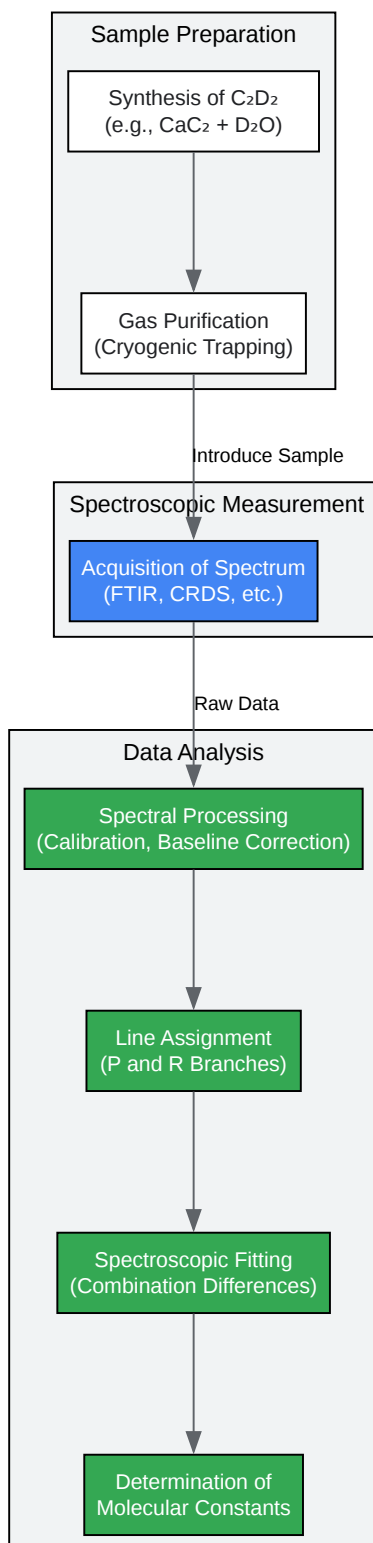 Sample Preparation
Synthesis of C₂D₂
(e.g., CaC₂ + D₂O)
Gas Purification
(Cryogenic Trapping)
Introduce Sample
Spectroscopic Measurement
Acquisition of Spectrum
(FTIR, CRDS, etc.)
Raw Data
Data Analysis
Spectral Processing
(Calibration, Baseline Correction)
Line Assignment
(P and R Branches)
Spectroscopic Fitting
(Combination Differences)
Determination of
Molecular Constants